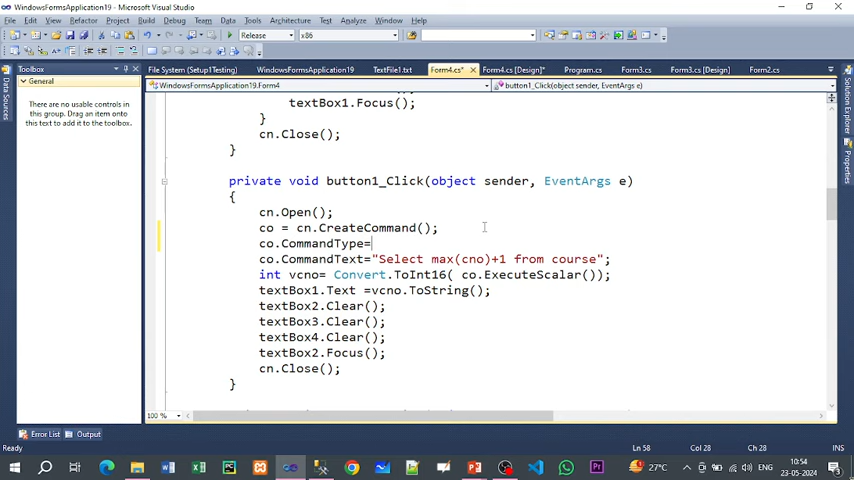 WindowsFormsApplication19 - Microsoft Visual Studio
File Edit View Refactor Project Build Debug Team Data Tools Architecture Test Analyze Window Help
Release x86
Toolbox
File System (Setup1Testing) WindowsFormsApplication19 TextFile1.txt Form4.cs* Form4.cs [Design]* Program.cs Form3.cs Form3.cs [Design] Form2.cs
General
WindowsFormsApplication19.Form4 button1_Click(object sender, EventArgs e)
Data Sources
Solution Explorer
Properties
There are no usable controls in
this group. Drag an item onto
this text to add it to the toolbox.
textBox1.Focus();
}
cn.Close();
}
private void button1_Click(object sender, EventArgs e)
{
cn.Open();
co = cn.CreateCommand();
co.CommandType=
co.CommandText="Select max(cno)+1 from course";
int vcno= Convert.ToInt16( co.ExecuteScalar());
textBox1.Text =vcno.ToString();
textBox2.Clear();
textBox3.Clear();
textBox4.Clear();
textBox2.Focus();
cn.Close();
}
100 %
Error List Output
Ready Ln 58 Col 28 Ch 28 INS
27°C ENG 10:54
23-05-2024